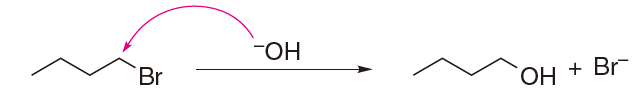 Br ⁻OH OH + Br⁻